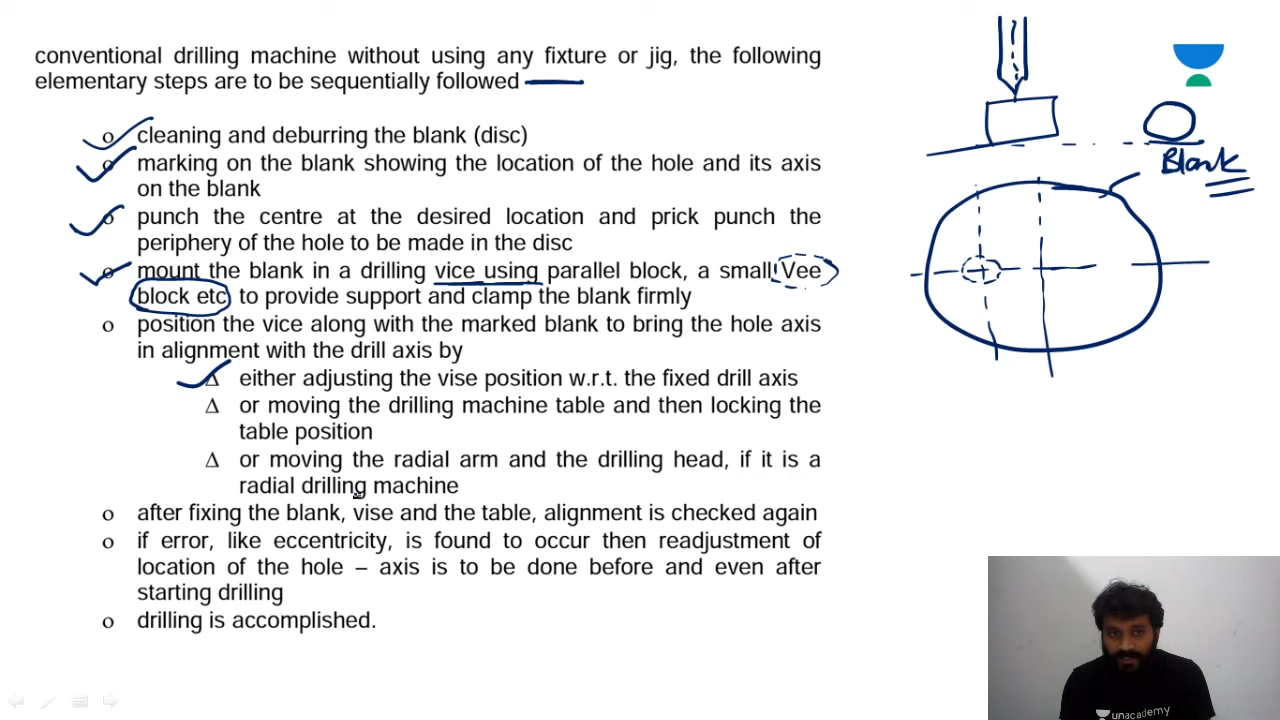 conventional drilling machine without using any fixture or jig, the following
elementary steps are to be sequentially followed
o cleaning and deburring the blank (disc)
o marking on the blank showing the location of the hole and its axis
on the blank
o punch the centre at the desired location and prick punch the
periphery of the hole to be made in the disc
o mount the blank in a drilling vice using parallel block, a small Vee
block etc to provide support and clamp the blank firmly
o position the vice along with the marked blank to bring the hole axis
in alignment with the drill axis by
Δ either adjusting the vise position w.r.t. the fixed drill axis
Δ or moving the drilling machine table and then locking the
table position
Δ or moving the radial arm and the drilling head, if it is a
radial drilling machine
o after fixing the blank, vise and the table, alignment is checked again
o if error, like eccentricity, is found to occur then readjustment of
location of the hole – axis is to be done before and even after
starting drilling
o drilling is accomplished.
Blank
unacademy